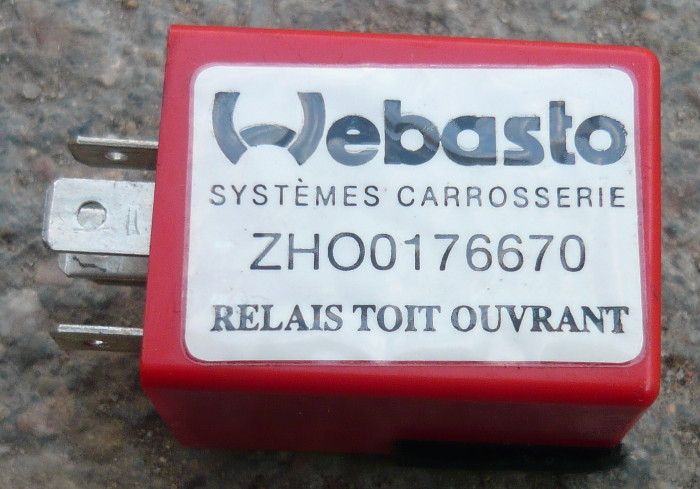 Webasto
SYSTÈMES CARROSSERIE
ZHO0176670
RELAIS TOIT OUVRANT